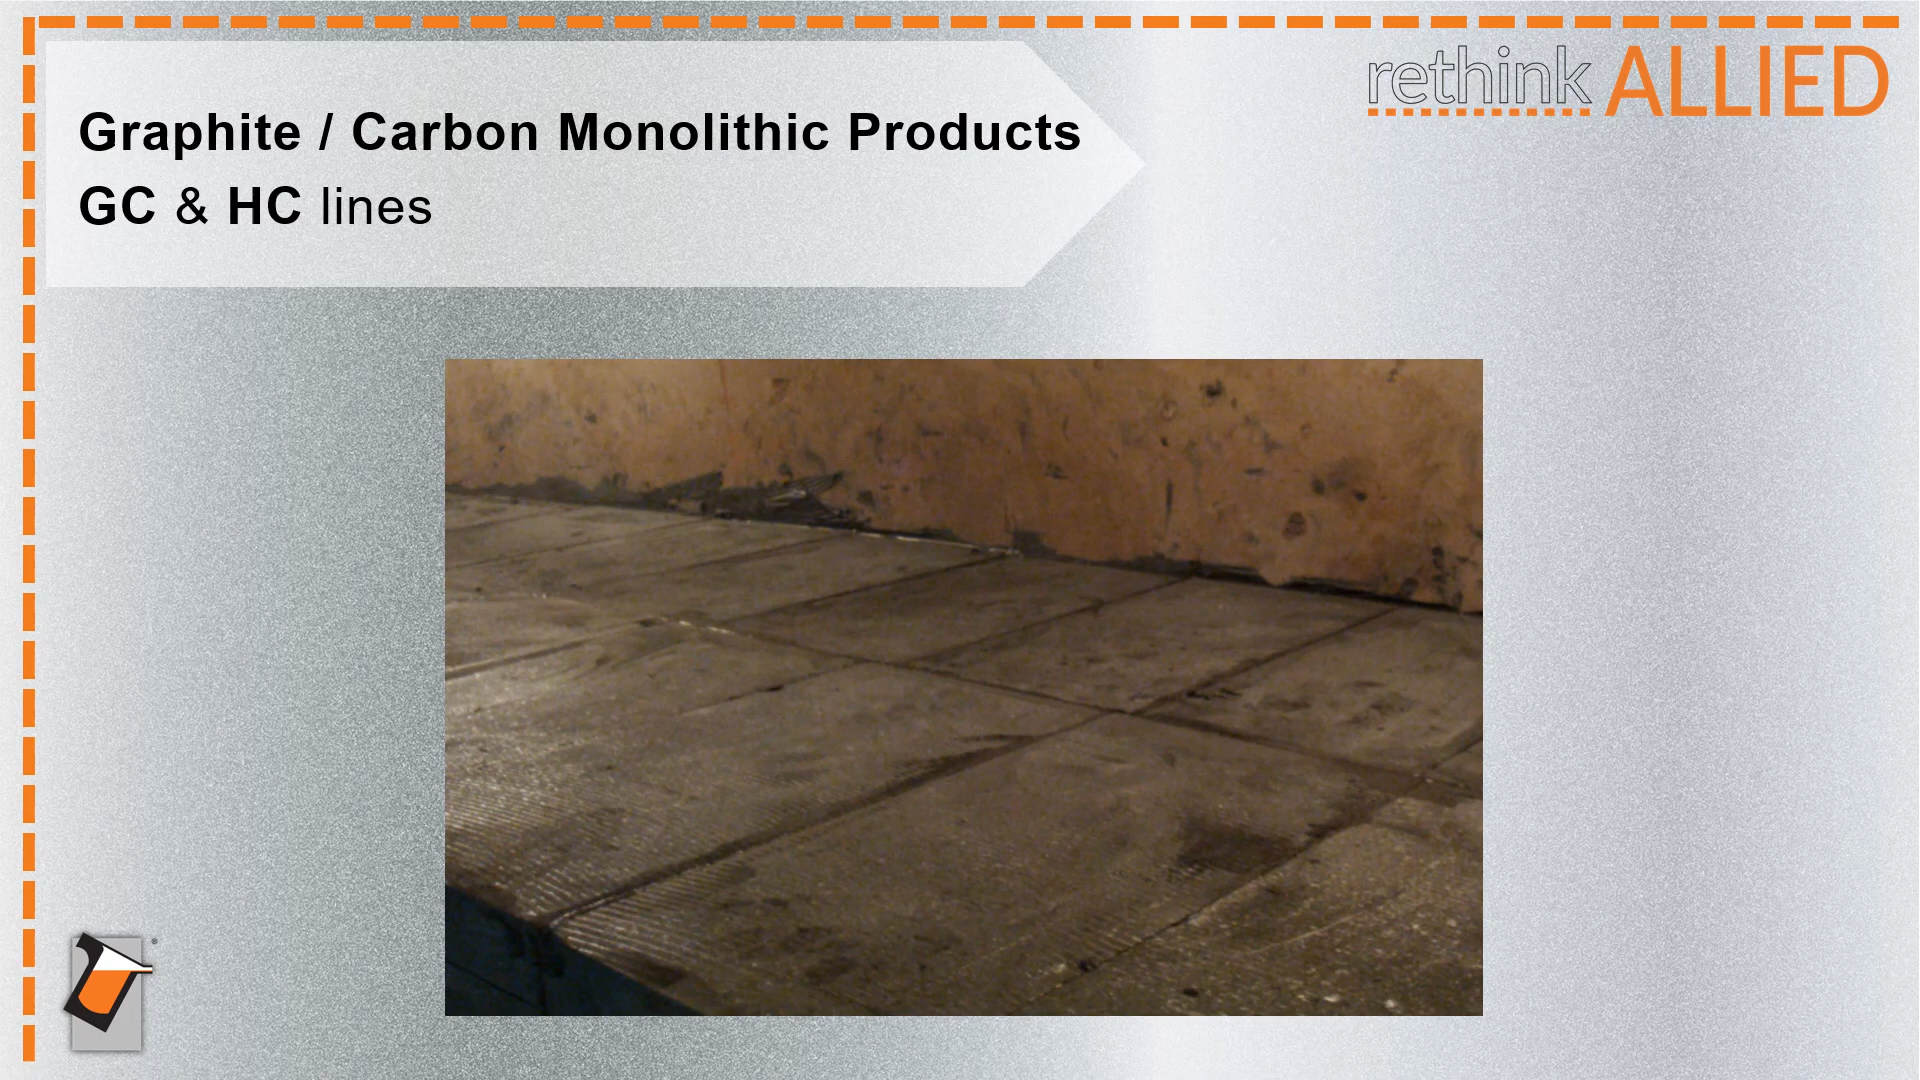 rethink ALLIED
Graphite / Carbon Monolithic Products
GC & HC lines
®